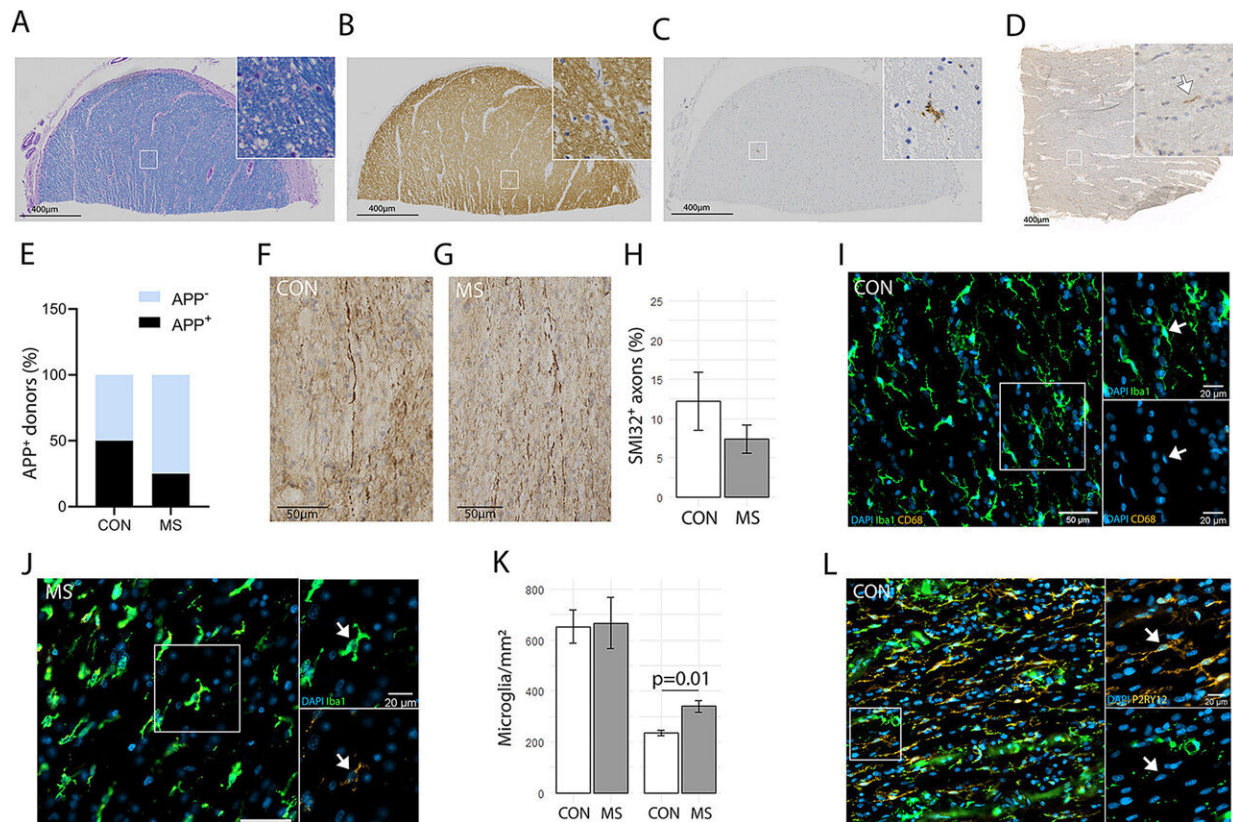 A
B
C
D
400µm
400µm
400µm
400µm
E
F
G
H
I
150
100
50
0
APP⁺ donors (%)
APP⁻
APP⁺
CON
MS
CON
50µm
MS
50µm
SMI32⁺ axons (%)
25
20
15
10
5
0
CON
MS
CON
DAPI Iba1 CD68
50 µm
DAPI Iba1
20 µm
DAPI CD68
20 µm
J
K
L
MS
DAPI Iba1
20 µm
Microglia/mm²
800
600
400
200
0
p=0.01
CON
MS
CON
MS
CON
DAPI P2RY12
20 µm